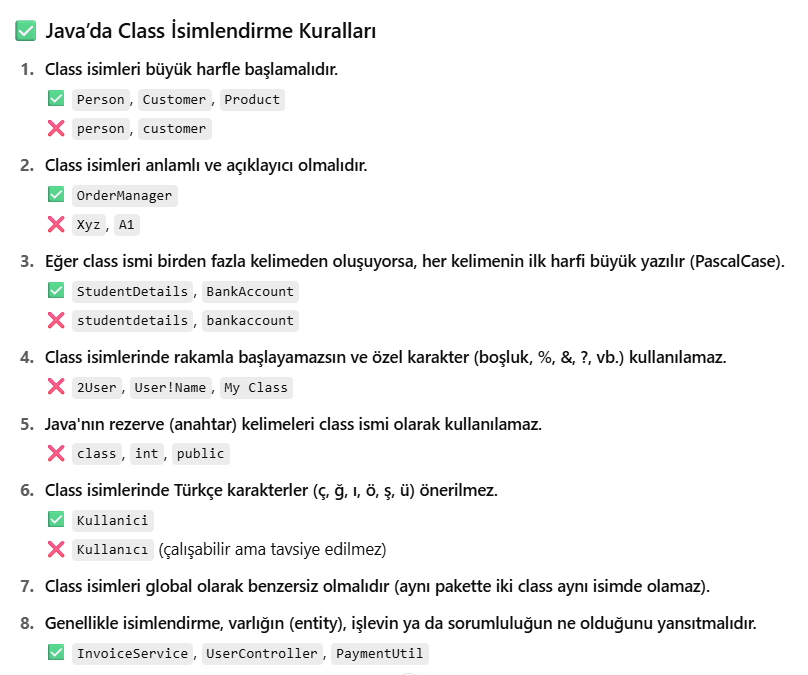 ✅ Java’da Class İsimlendirme Kuralları
1. Class isimleri büyük harfle başlamalıdır.
✅ Person, Customer, Product
❌ person, customer
2. Class isimleri anlamlı ve açıklayıcı olmalıdır.
✅ OrderManager
❌ Xyz, A1
3. Eğer class ismi birden fazla kelimeden oluşuyorsa, her kelimenin ilk harfi büyük yazılır (PascalCase).
✅ StudentDetails, BankAccount
❌ studentdetails, bankaccount
4. Class isimlerinde rakamla başlayamazsın ve özel karakter (boşluk, %, &, ?, vb.) kullanılamaz.
❌ 2User, User!Name, My Class
5. Java'nın rezerve (anahtar) kelimeleri class ismi olarak kullanılamaz.
❌ class, int, public
6. Class isimlerinde Türkçe karakterler (ç, ğ, ı, ö, ş, ü) önerilmez.
✅ Kullanici
❌ Kullanıcı (çalışabilir ama tavsiye edilmez)
7. Class isimleri global olarak benzersiz olmalıdır (aynı pakette iki class aynı isimde olamaz).
8. Genellikle isimlendirme, varlığın (entity), işlevin ya da sorumluluğun ne olduğunu yansıtmalıdır.
✅ InvoiceService, UserController, PaymentUtil